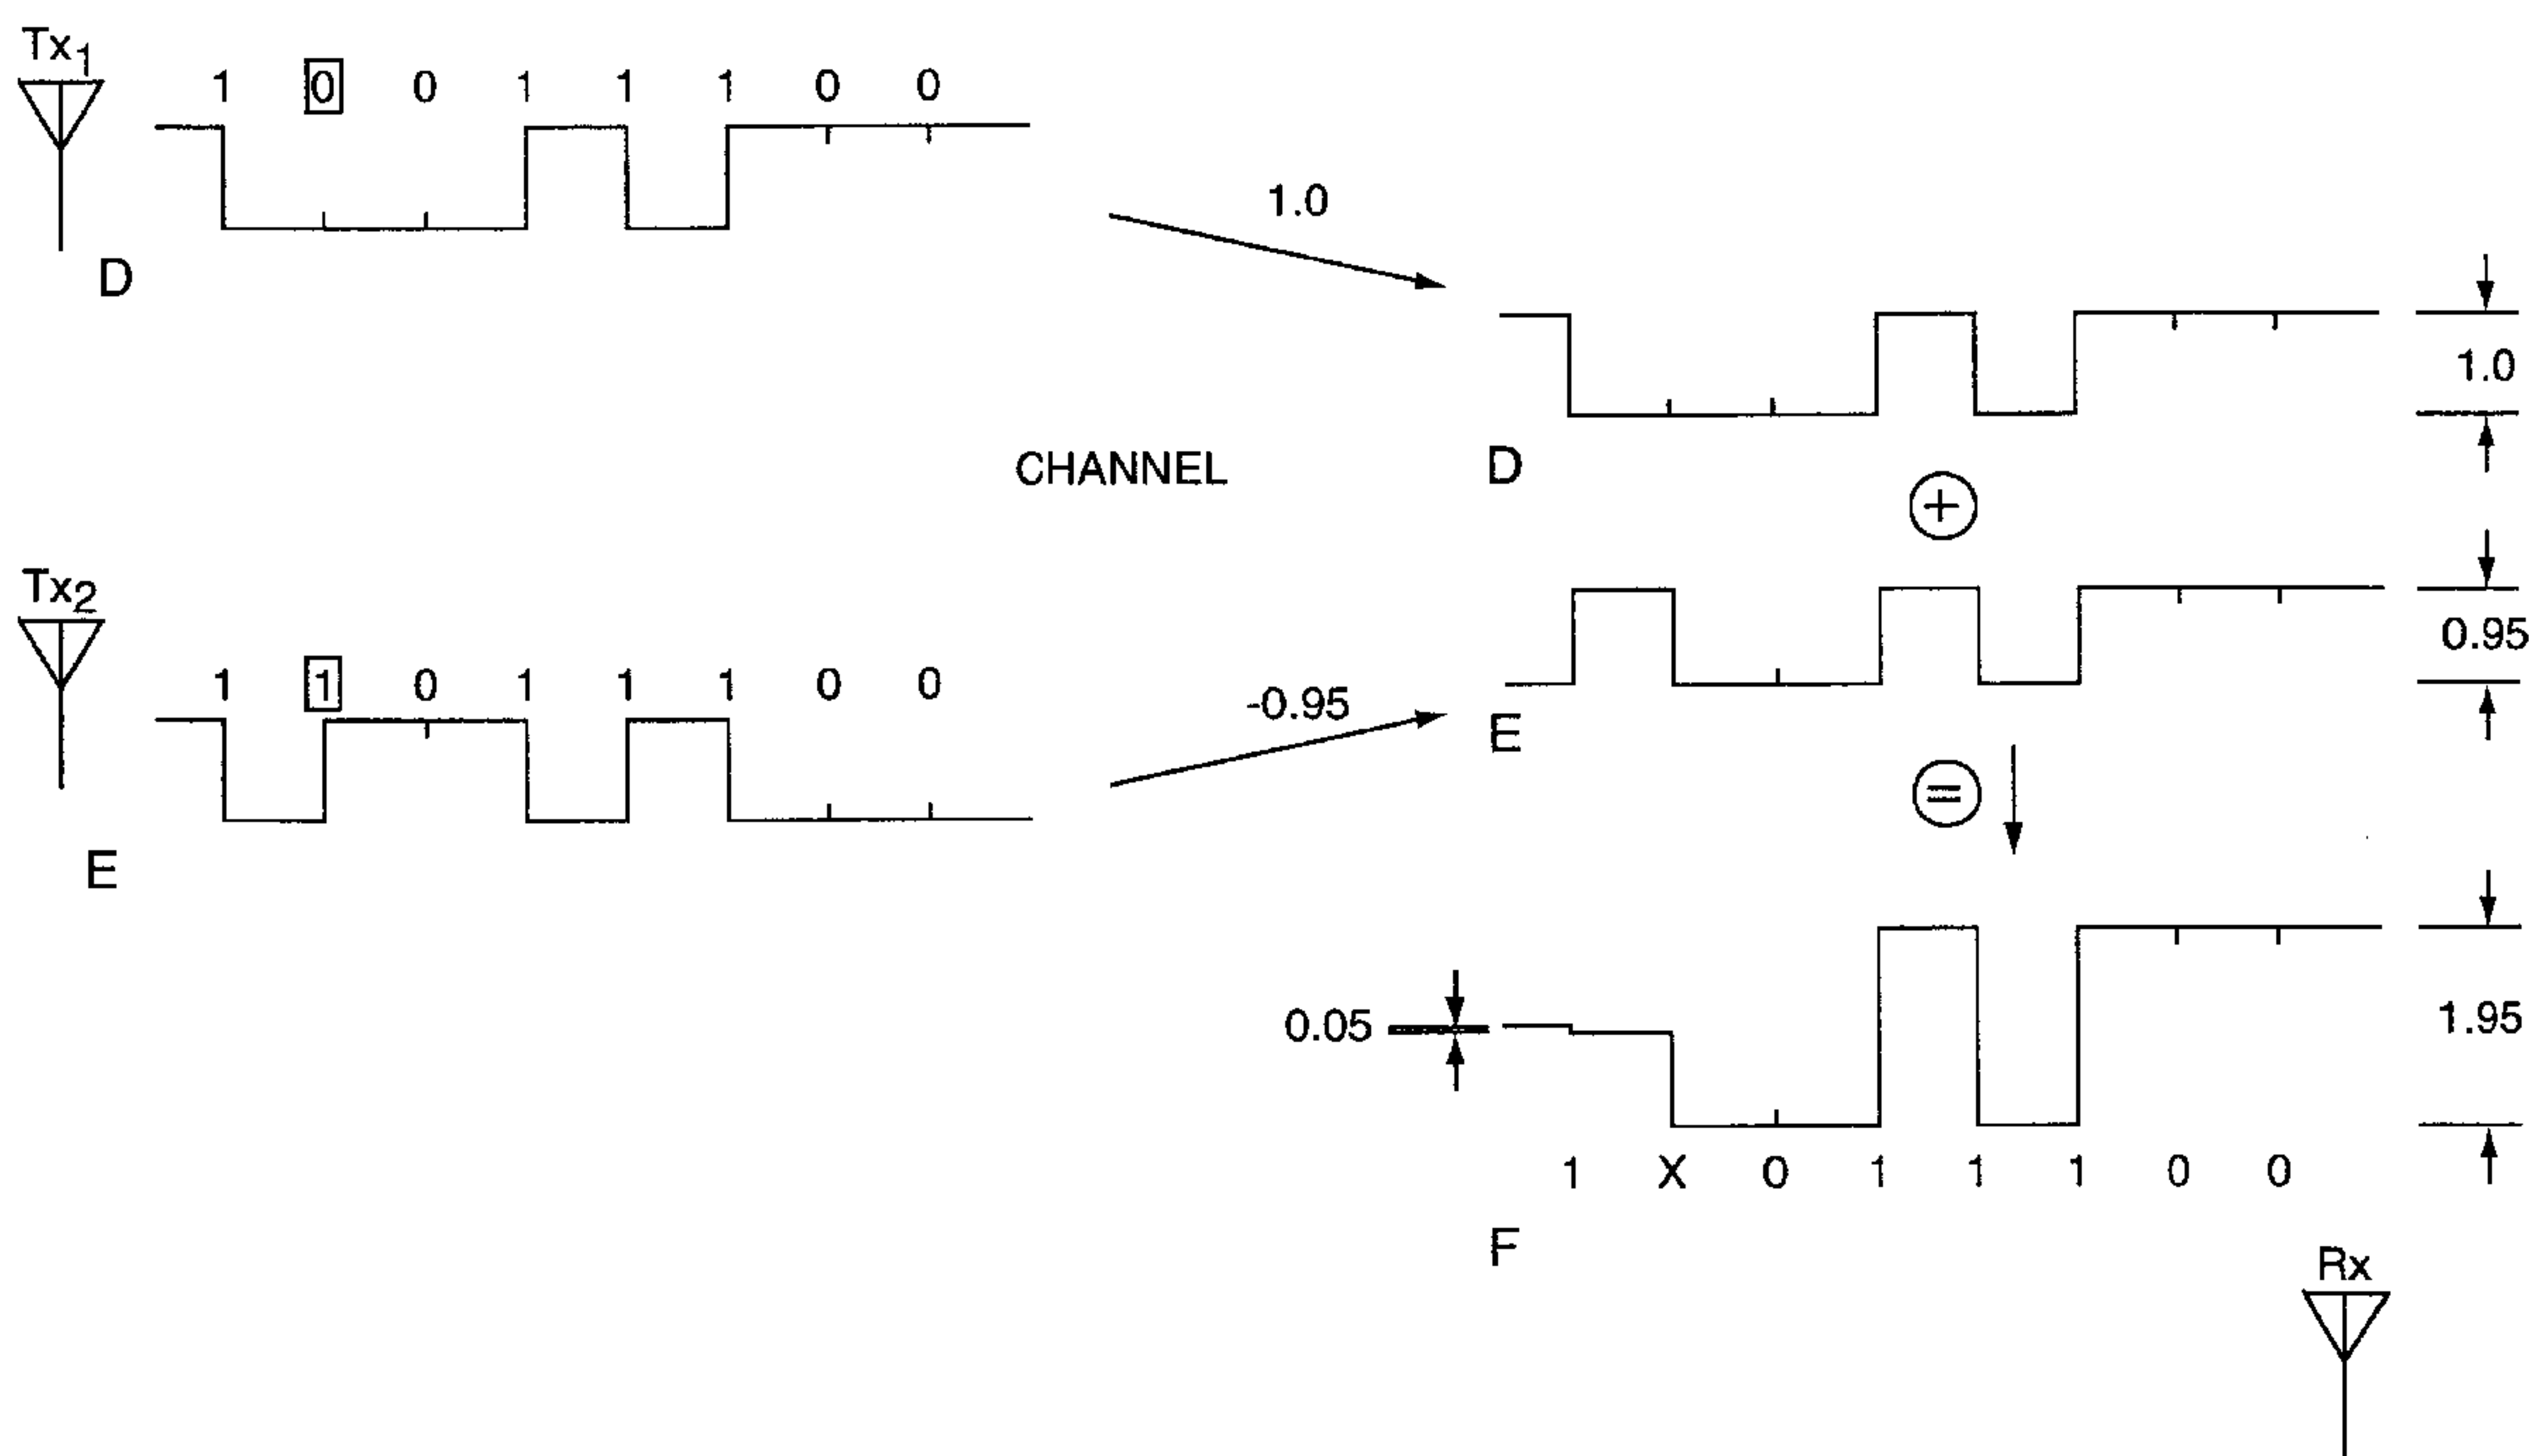 Tx1
1 0 0 1 1 1 0 0
D
1.0
1.0
CHANNEL
D
+
Tx2
1 1 0 1 1 1 0 0
-0.95
0.95
E
E
=
0.05
1.95
1 X 0 1 1 1 0 0
F
Rx